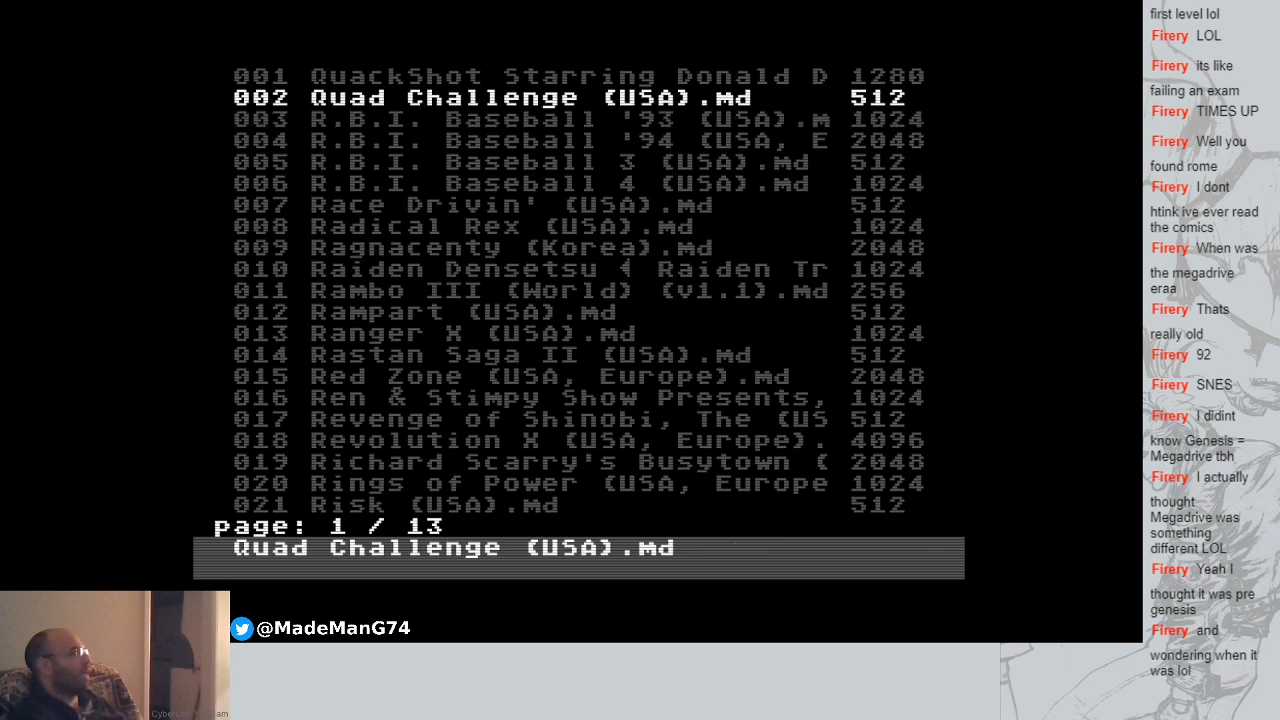 001 QuackShot Starring Donald D 1280
002 Quad Challenge (USA).md 512
003 R.B.I. Baseball '93 (USA).m 1024
004 R.B.I. Baseball '94 (USA, E 2048
005 R.B.I. Baseball 3 (USA).md 512
006 R.B.I. Baseball 4 (USA).md 1024
007 Race Drivin' (USA).md 512
008 Radical Rex (USA).md 1024
009 Ragnacenty (Korea).md 2048
010 Raiden Densetsu Raiden Tr 1024
011 Rambo III (World) (v1.1).md 256
012 Rampart (USA).md 512
013 Ranger X (USA).md 1024
014 Rastan Saga II (USA).md 512
015 Red Zone (USA, Europe).md 2048
016 Ren & Stimpy Show Presents, 1024
017 Revenge of Shinobi, The (US 512
018 Revolution X (USA, Europe). 4096
019 Richard Scarry's Busytown ( 2048
020 Rings of Power (USA, Europe 1024
021 Risk (USA).md 512
page: 1 / 13
Quad Challenge (USA).md
@MadeManG74
first level lol
Firery LOL
Firery its like
failing an exam
Firery TIMES UP
Firery Well you
found rome
Firery I dont
htink ive ever read
the comics
Firery When was
the megadrive
eraa
Firery Thats
really old
Firery 92
Firery SNES
Firery I didint
know Genesis =
Megadrive tbh
Firery I actually
thought
Megadrive was
something
different LOL
Firery Yeah I
thought it was pre
genesis
Firery and
wondering when it
was lol